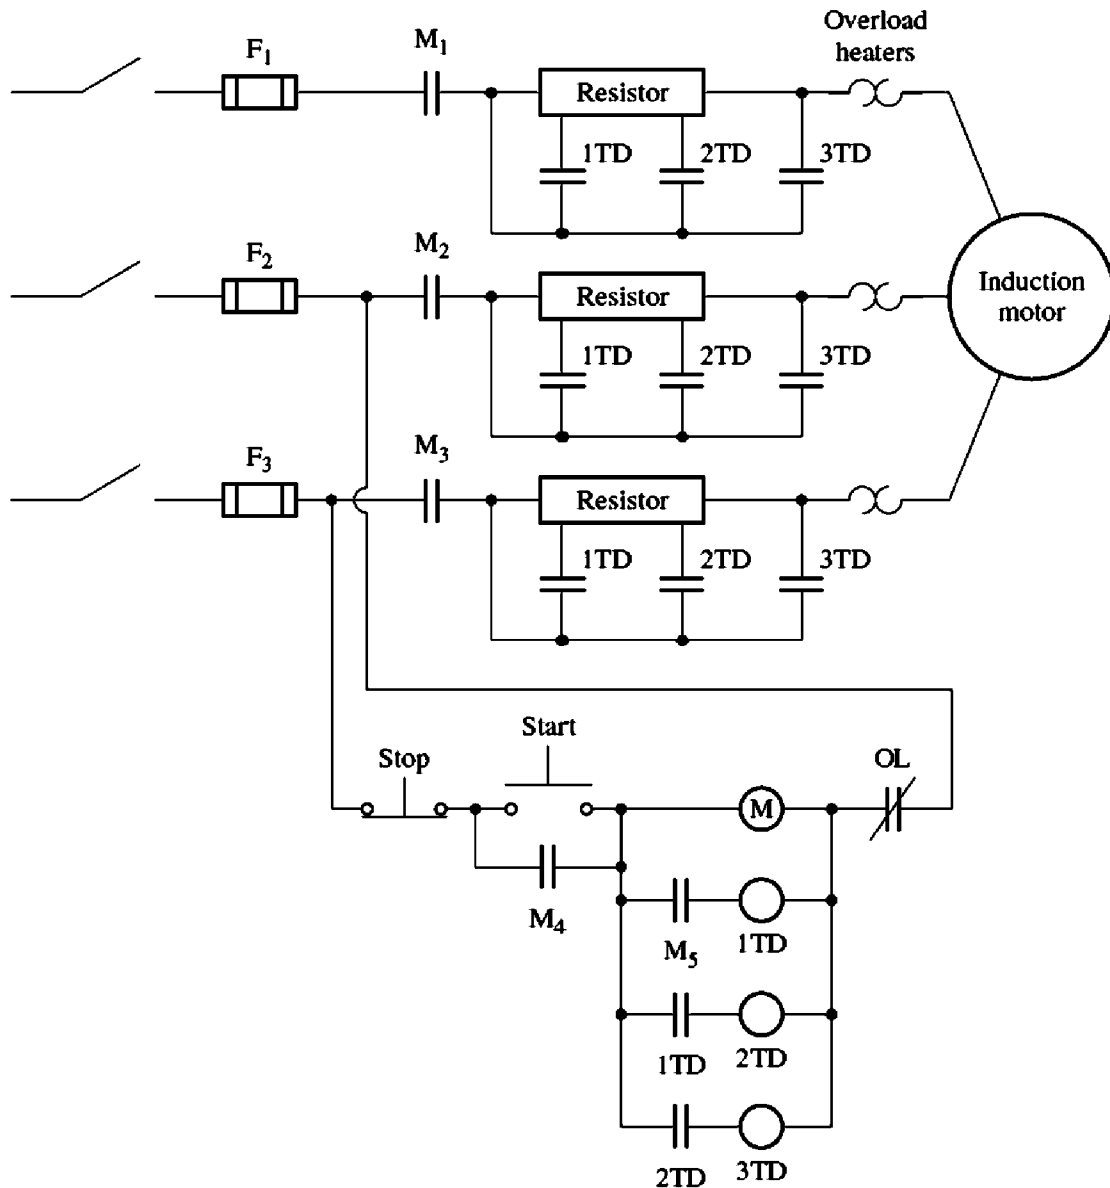 Overload
heaters
F₁
M₁
Resistor
1TD
2TD
3TD
F₂
M₂
Resistor
1TD
2TD
3TD
Induction
motor
F₃
M₃
Resistor
1TD
2TD
3TD
Start
Stop
OL
M
M₄
M₅
1TD
1TD
2TD
2TD
3TD